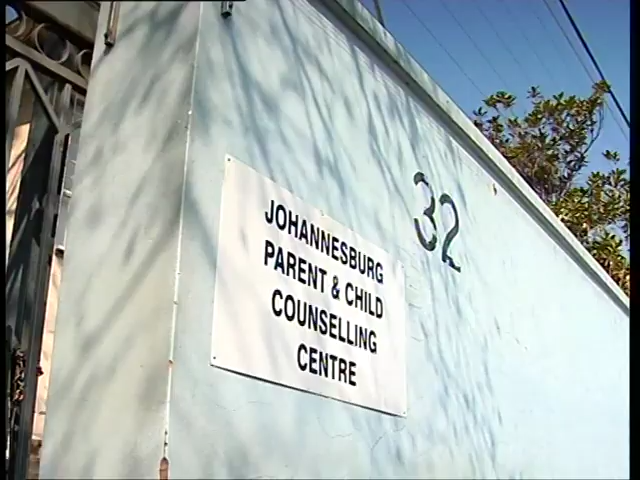 JOHANNESBURG
PARENT & CHILD
COUNSELLING
CENTRE
32